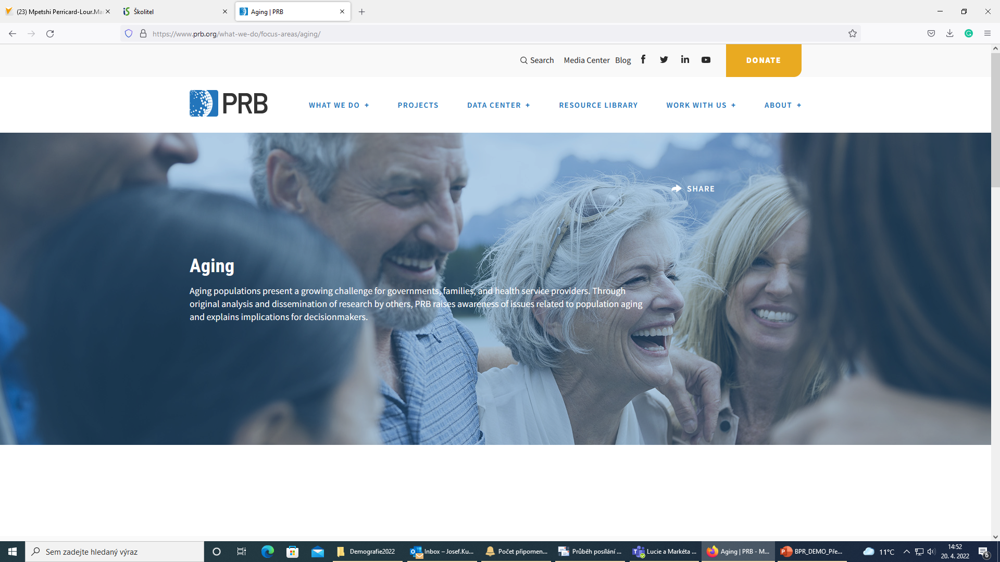 (23) Mpetshi Perricard-Lour.Ma
Školitel
Aging | PRB
https://www.prb.org/what-we-do/focus-areas/aging/
Search
Media Center
Blog
DONATE
PRB
WHAT WE DO +
PROJECTS
DATA CENTER +
RESOURCE LIBRARY
WORK WITH US +
ABOUT +
SHARE
Aging
Aging populations present a growing challenge for governments, families, and health service providers. Through
original analysis and dissemination of research by others, PRB raises awareness of issues related to population aging
and explains implications for decisionmakers.
Sem zadejte hledaný výraz
Demografie2022
Inbox – Josef.Ku...
Počet připomen...
Průběh posílání ...
Lucie a Markéta ...
Aging | PRB - M...
BPR_DEMO_Pře...
11°C
14:52
20. 4. 2022
6